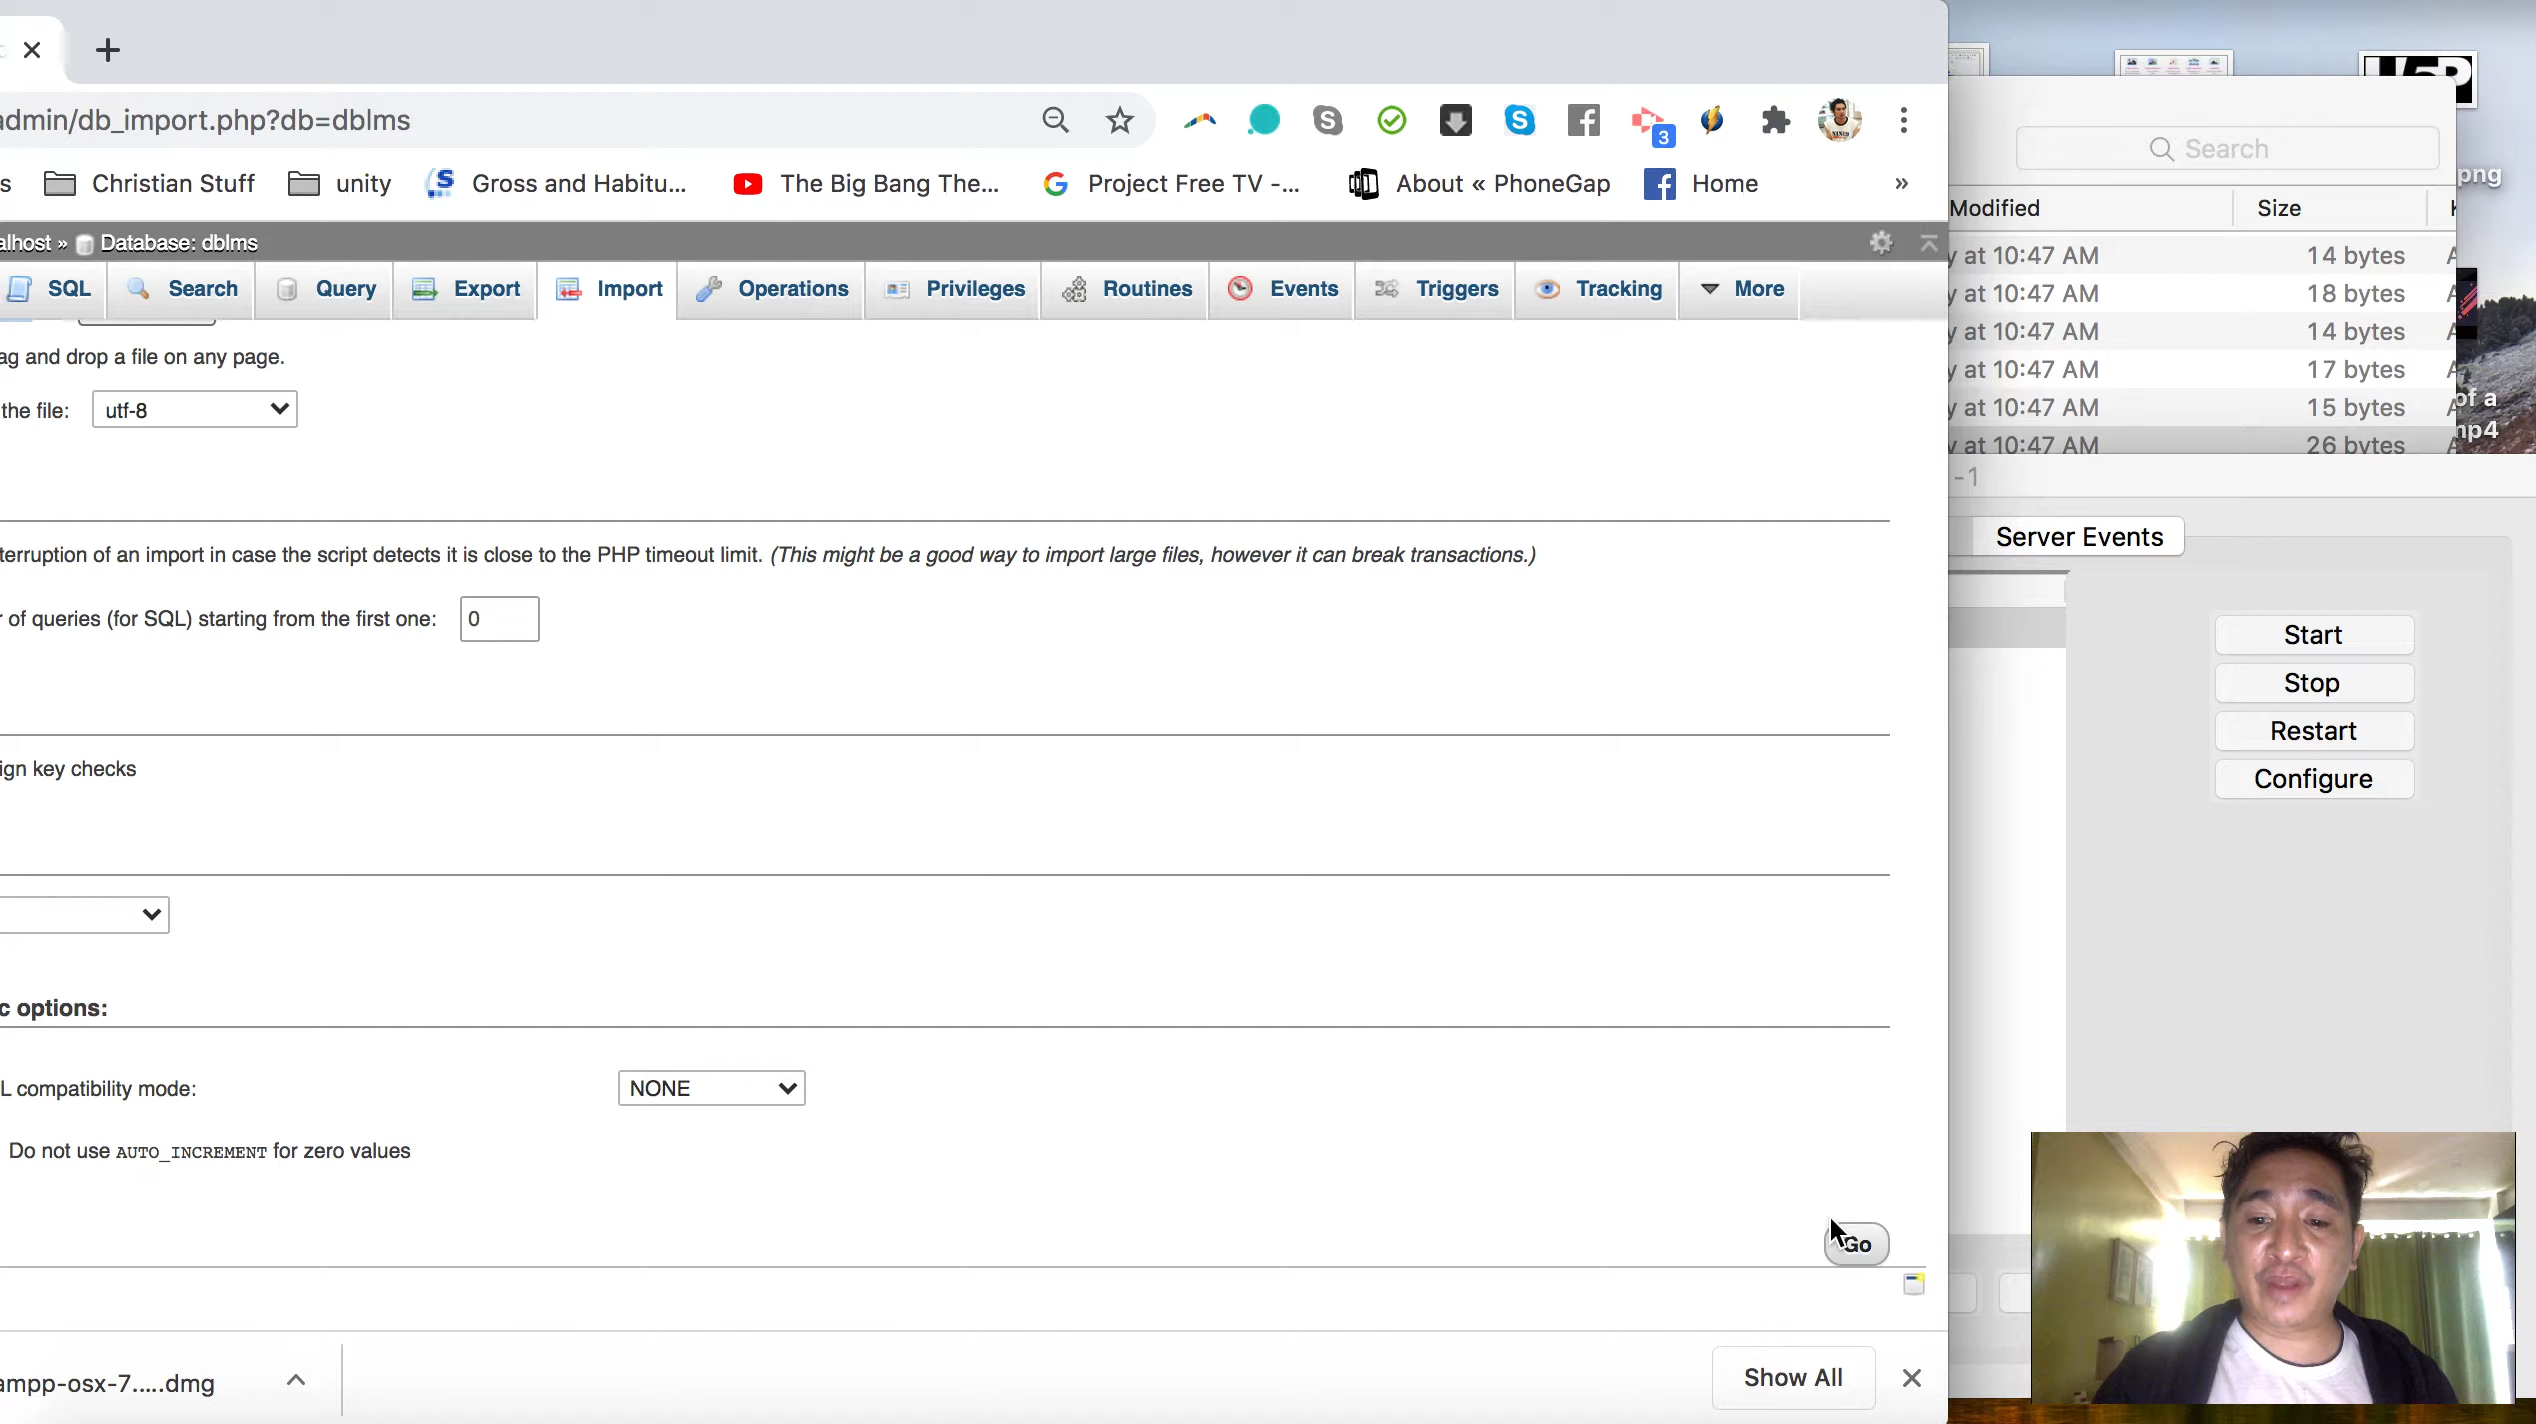 admin/db_import.php?db=dblms
3
s
Christian Stuff
unity
Gross and Habitu...
The Big Bang The...
Project Free TV -...
About « PhoneGap
Home
»
alhost » Database: dblms
SQL
Search
Query
Export
Import
Operations
Privileges
Routines
Events
Triggers
Tracking
More
ag and drop a file on any page.
the file:
utf-8
terruption of an import in case the script detects it is close to the PHP timeout limit. (This might be a good way to import large files, however it can break transactions.)
r of queries (for SQL) starting from the first one:
0
ign key checks
c options:
L compatibility mode:
NONE
Do not use AUTO_INCREMENT for zero values
Go
ampp-osx-7.....dmg
Show All
Search
png
Modified
Size
y at 10:47 AM 14 bytes
y at 10:47 AM 18 bytes
y at 10:47 AM 14 bytes
y at 10:47 AM 17 bytes
y at 10:47 AM 15 bytes
y at 10:47 AM 26 bytes
of a
mp4
-1
Server Events
Start
Stop
Restart
Configure